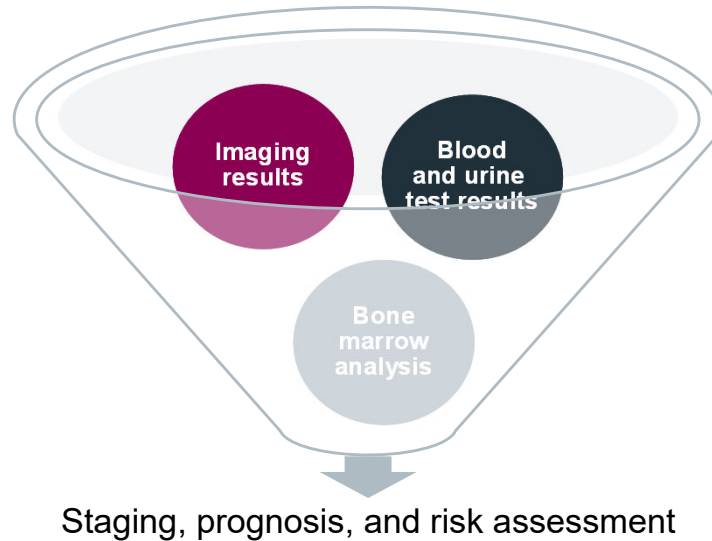 Imaging
results
Blood
and urine
test results
Bone
marrow
analysis
Staging, prognosis, and risk assessment